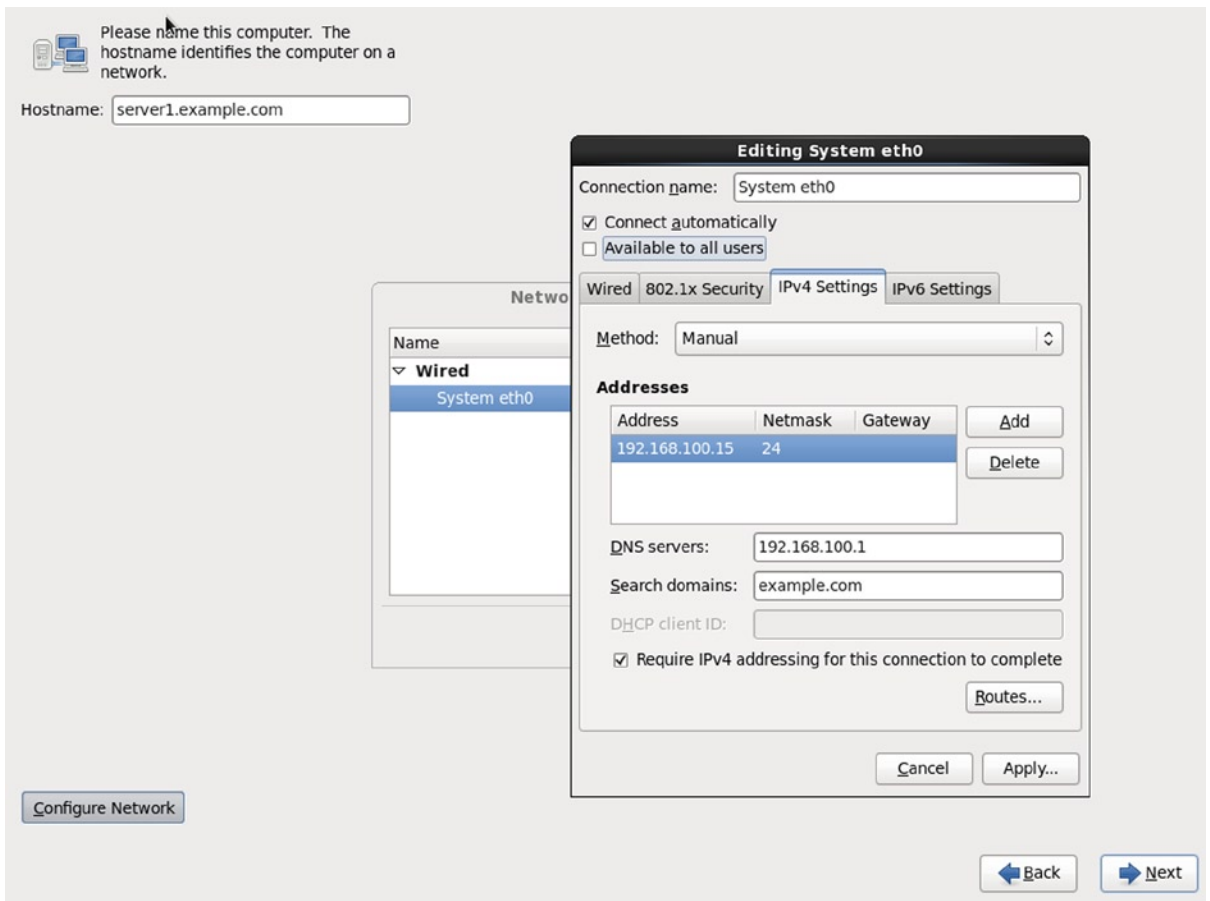 Please name this computer. The
hostname identifies the computer on a
network.
Hostname: server1.example.com
Editing System eth0
Connection name: System eth0
Connect automatically
Available to all users
Wired 802.1x Security IPv4 Settings IPv6 Settings
Netwo
Name
Wired
System eth0
Method: Manual
Addresses
Address Netmask Gateway
192.168.100.15 24
Add
Delete
DNS servers: 192.168.100.1
Search domains: example.com
DHCP client ID:
Require IPv4 addressing for this connection to complete
Routes...
Cancel Apply...
Configure Network
Back Next